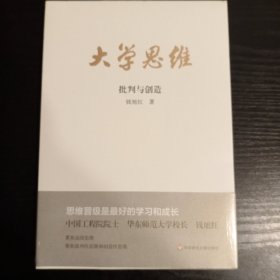 大学思维
批判与创造
钱旭红 著
思维晋级是最好的学习和成长
中国工程院院士 华东师范大学校长 钱旭红